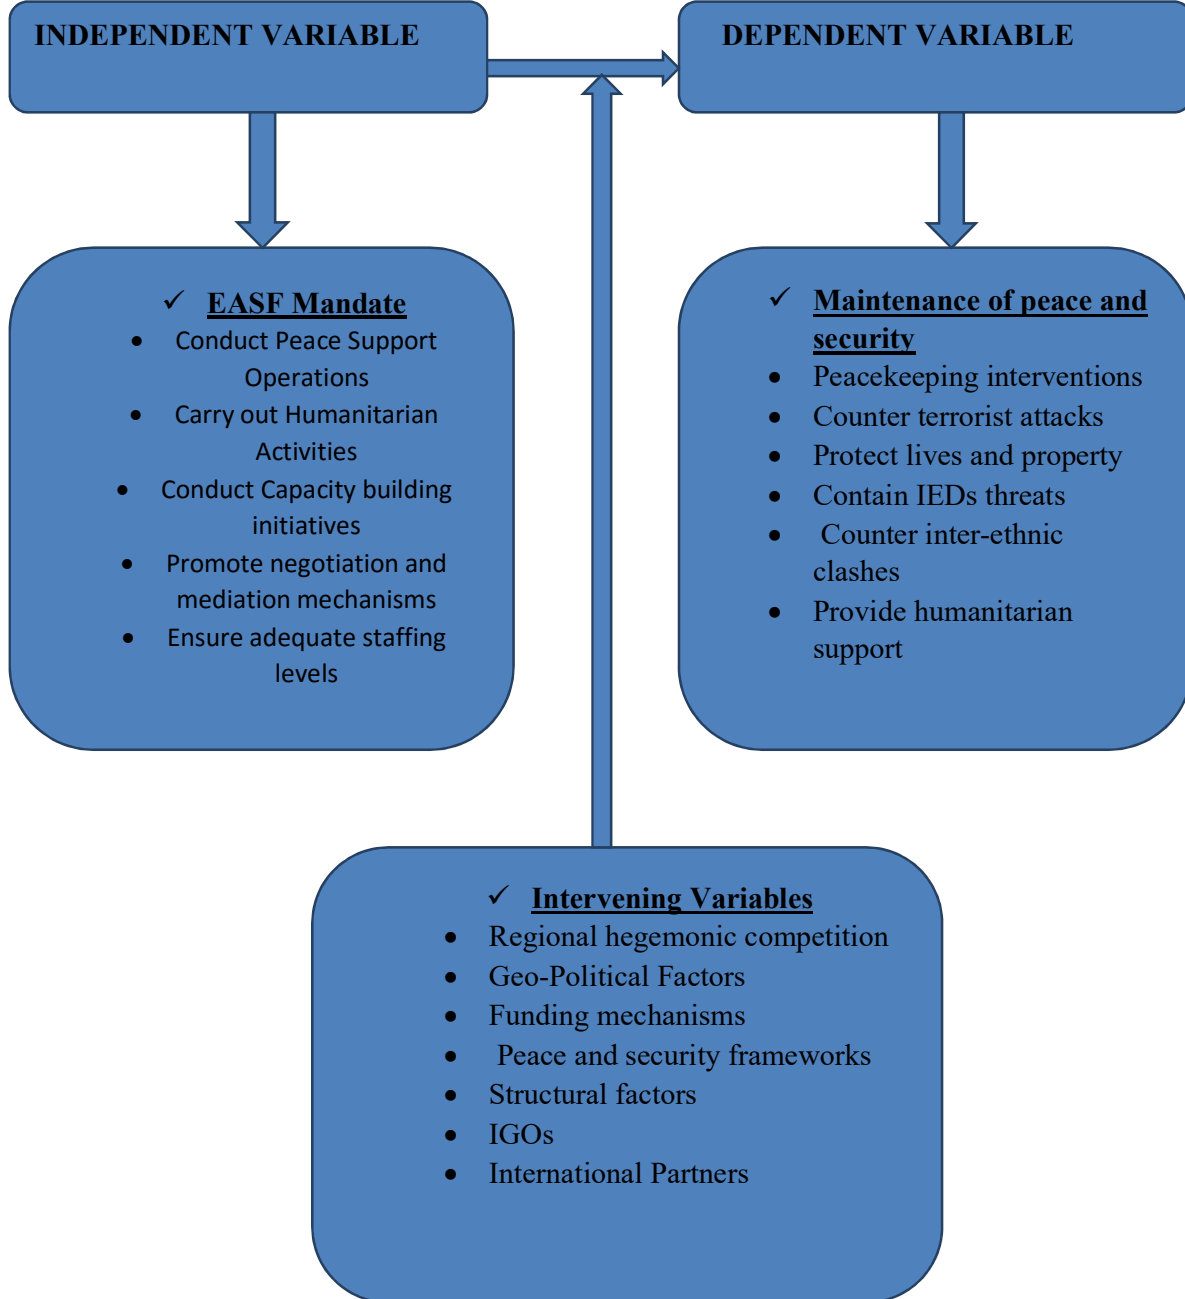 INDEPENDENT VARIABLE
DEPENDENT VARIABLE
✓ EASF Mandate
• Conduct Peace Support
Operations
• Carry out Humanitarian
Activities
• Conduct Capacity building
initiatives
• Promote negotiation and
mediation mechanisms
• Ensure adequate staffing
levels
✓ Maintenance of peace and
security
• Peacekeeping interventions
• Counter terrorist attacks
• Protect lives and property
• Contain IEDs threats
• Counter inter-ethnic
clashes
• Provide humanitarian
support
✓ Intervening Variables
• Regional hegemonic competition
• Geo-Political Factors
• Funding mechanisms
• Peace and security frameworks
• Structural factors
• IGOs
• International Partners